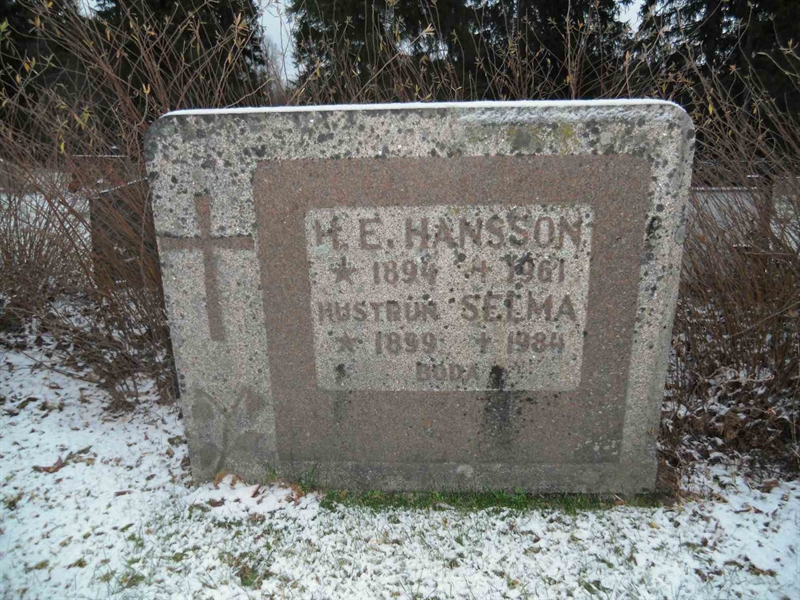 H. E. HANSSON
★ 1894 ✝ 1961
HUSTRUN SELMA
★ 1899 ✝ 1984
BODA